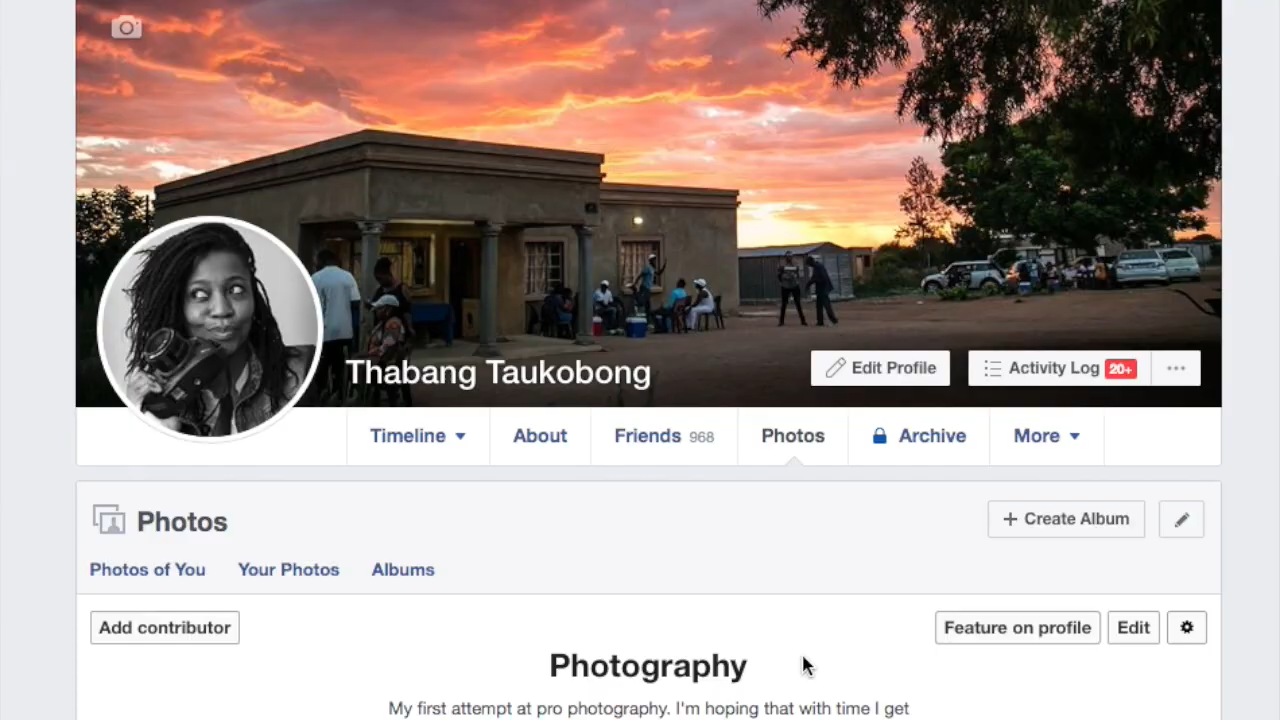 Thabang Taukobong
Edit Profile
Activity Log 20+
Timeline About Friends 968 Photos Archive More
Photos
+ Create Album
Photos of You Your Photos Albums
Add contributor
Feature on profile Edit
Photography
My first attempt at pro photography. I'm hoping that with time I get